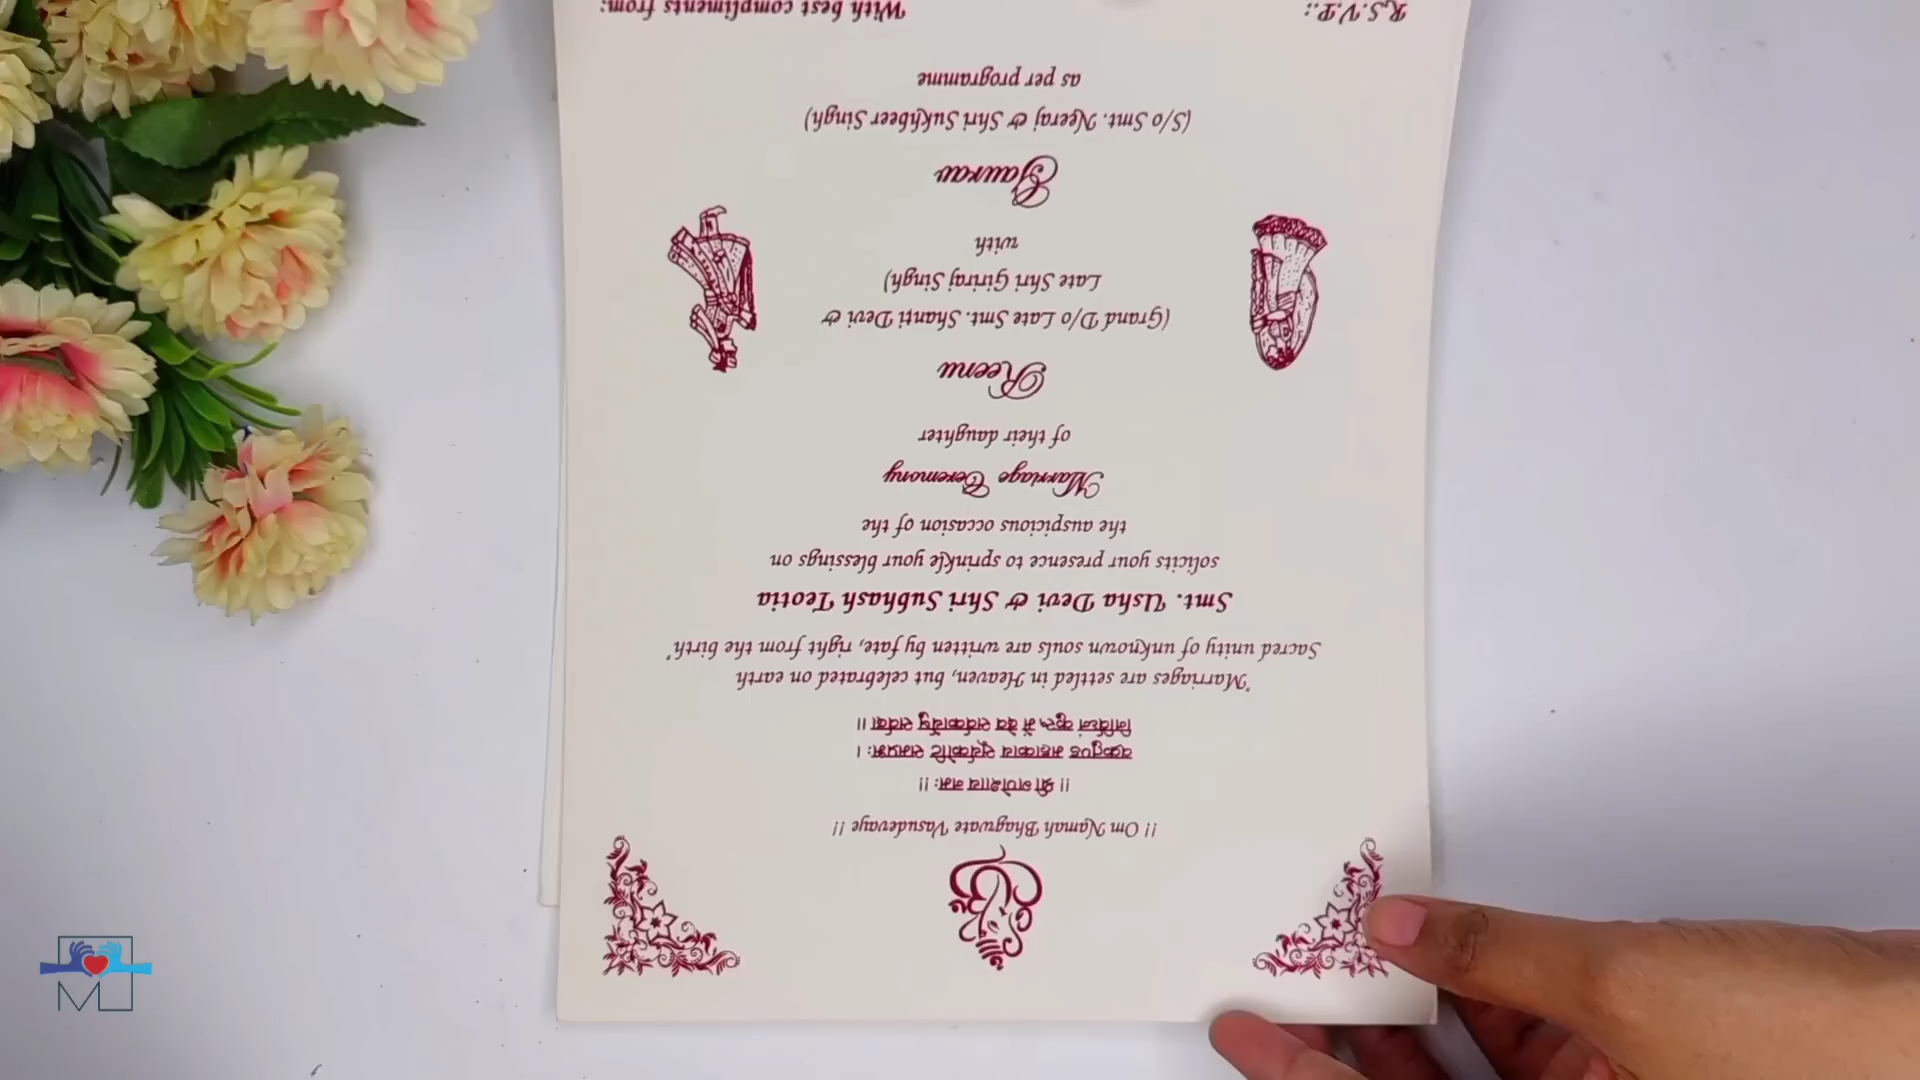 !! Om Namah Bhagwate Vasudevaye !!
!! श्री गणेशाय नमः !!
वक्रतुण्ड महाकाय सूर्यकोटि समप्रभः ।
निर्विघ्नं कुरू में देव सर्वकार्येषु सर्वदा ।।
"Marriages are settled in Heaven, but celebrated on earth
Sacred unity of unknown souls are written by fate, right from the birth"
Smt. Usha Devi & Shri Subhash Teotia
solicits your presence to sprinkle your blessings on
the auspicious occasion of the
Marriage Ceremony
of their daughter
Reenu
(Grand D/o Late Smt. Shanti Devi &
Late Shri Giriraj Singh)
with
Gaurav
(S/o Smt. Neeraj & Shri Sukhbeer Singh)
as per programme
R.S.V.P.:
With best compliments from: